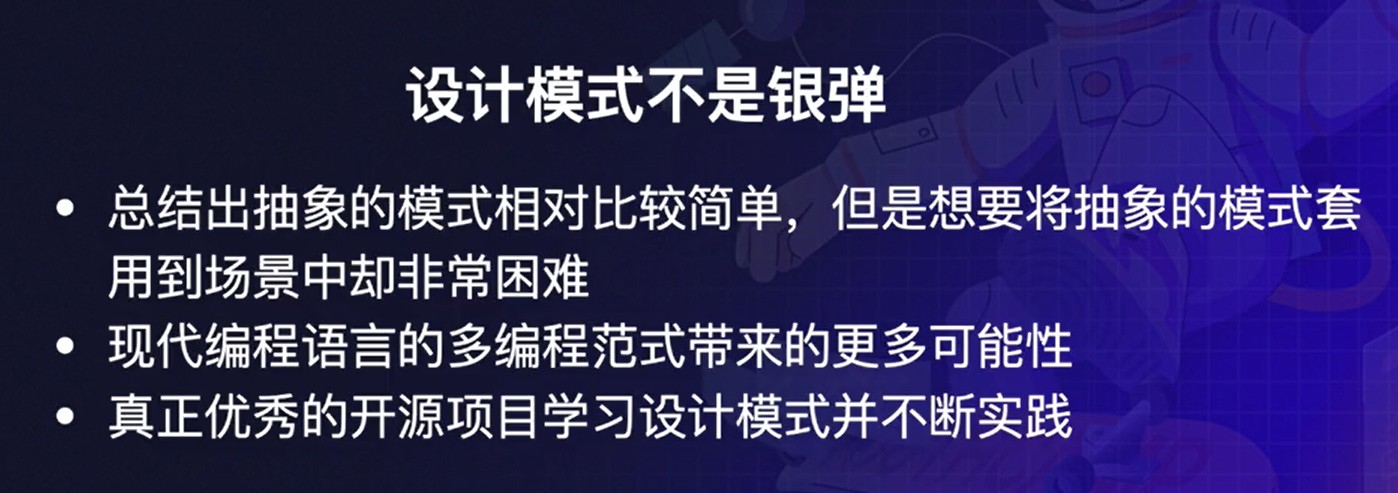 设计模式不是银弹
• 总结出抽象的模式相对比较简单，但是想要将抽象的模式套
用到场景中却非常困难
• 现代编程语言的多编程范式带来的更多可能性
• 真正优秀的开源项目学习设计模式并不断实践